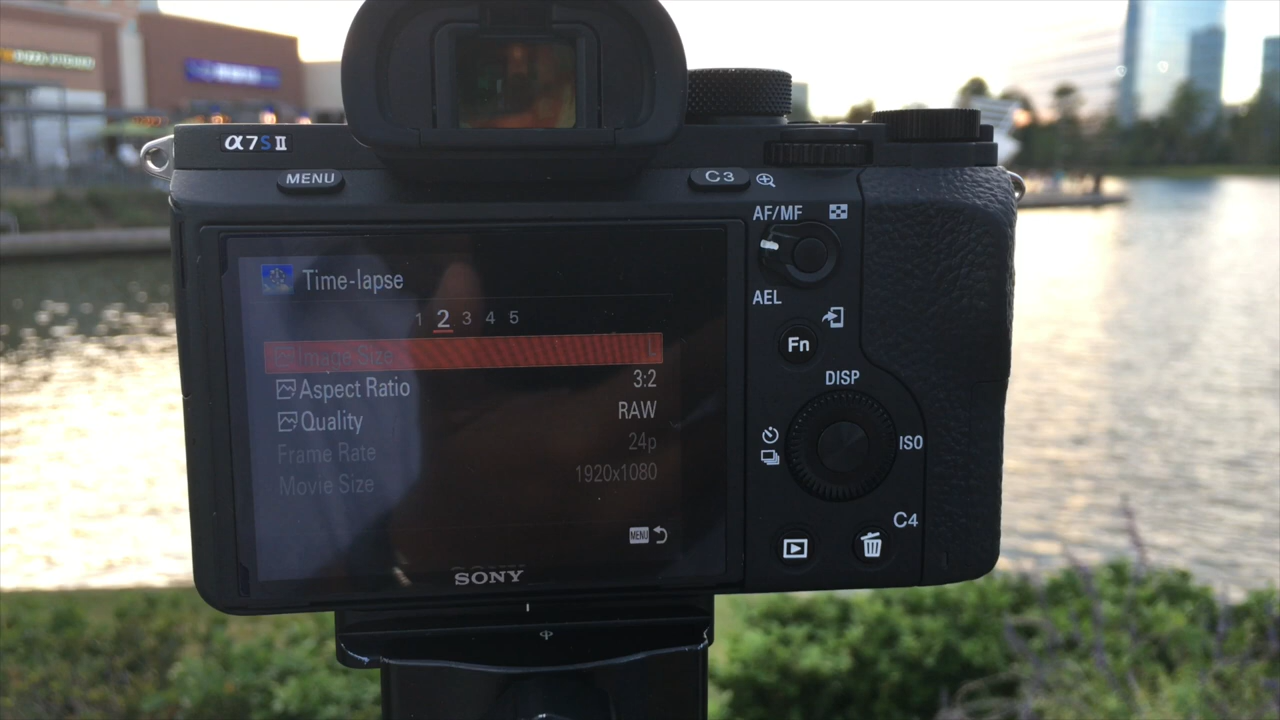 α7SII
MENU
C3
AF/MF
Time-lapse
AEL
1 2 3 4 5
Image Size L
Fn
Aspect Ratio 3:2
DISP
Quality RAW
Frame Rate 24p
ISO
Movie Size 1920x1080
C4
MENU
SONY